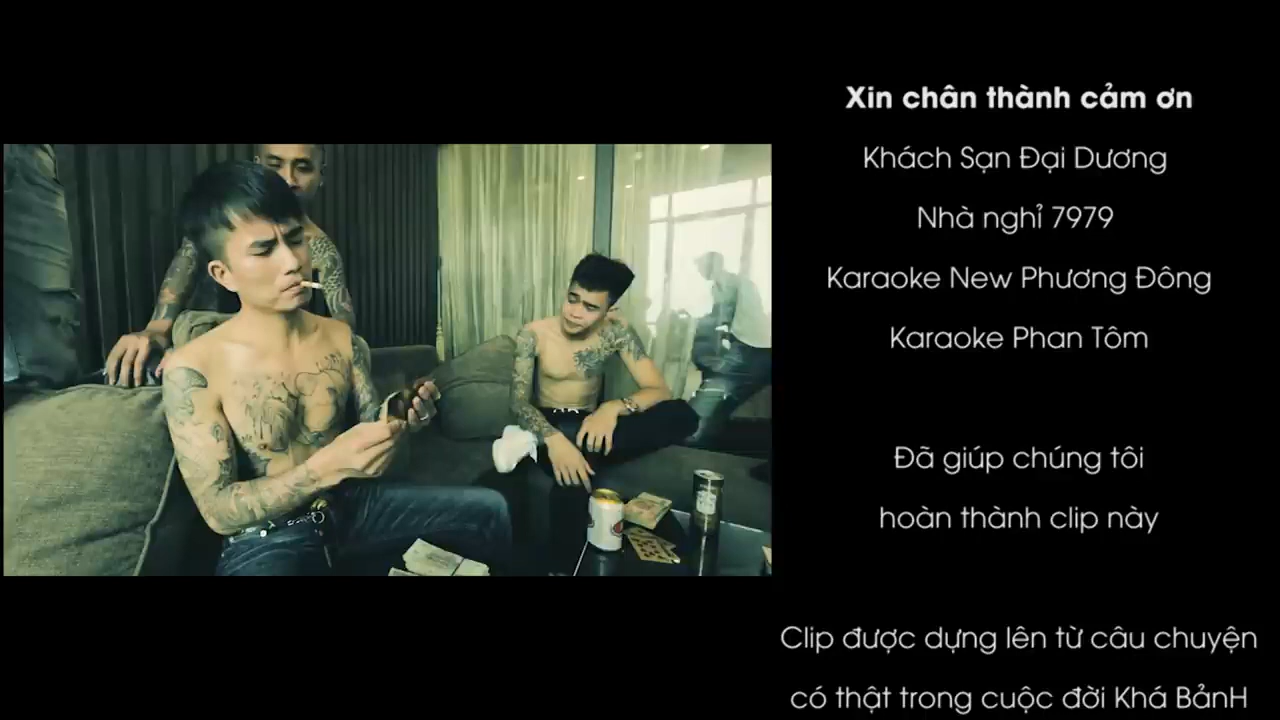 Xin chân thành cảm ơn
Khách Sạn Đại Dương
Nhà nghỉ 7979
Karaoke New Phương Đông
Karaoke Phan Tôm
Đã giúp chúng tôi
hoàn thành clip này
Clip được dựng lên từ câu chuyện
có thật trong cuộc đời Khá BảnH